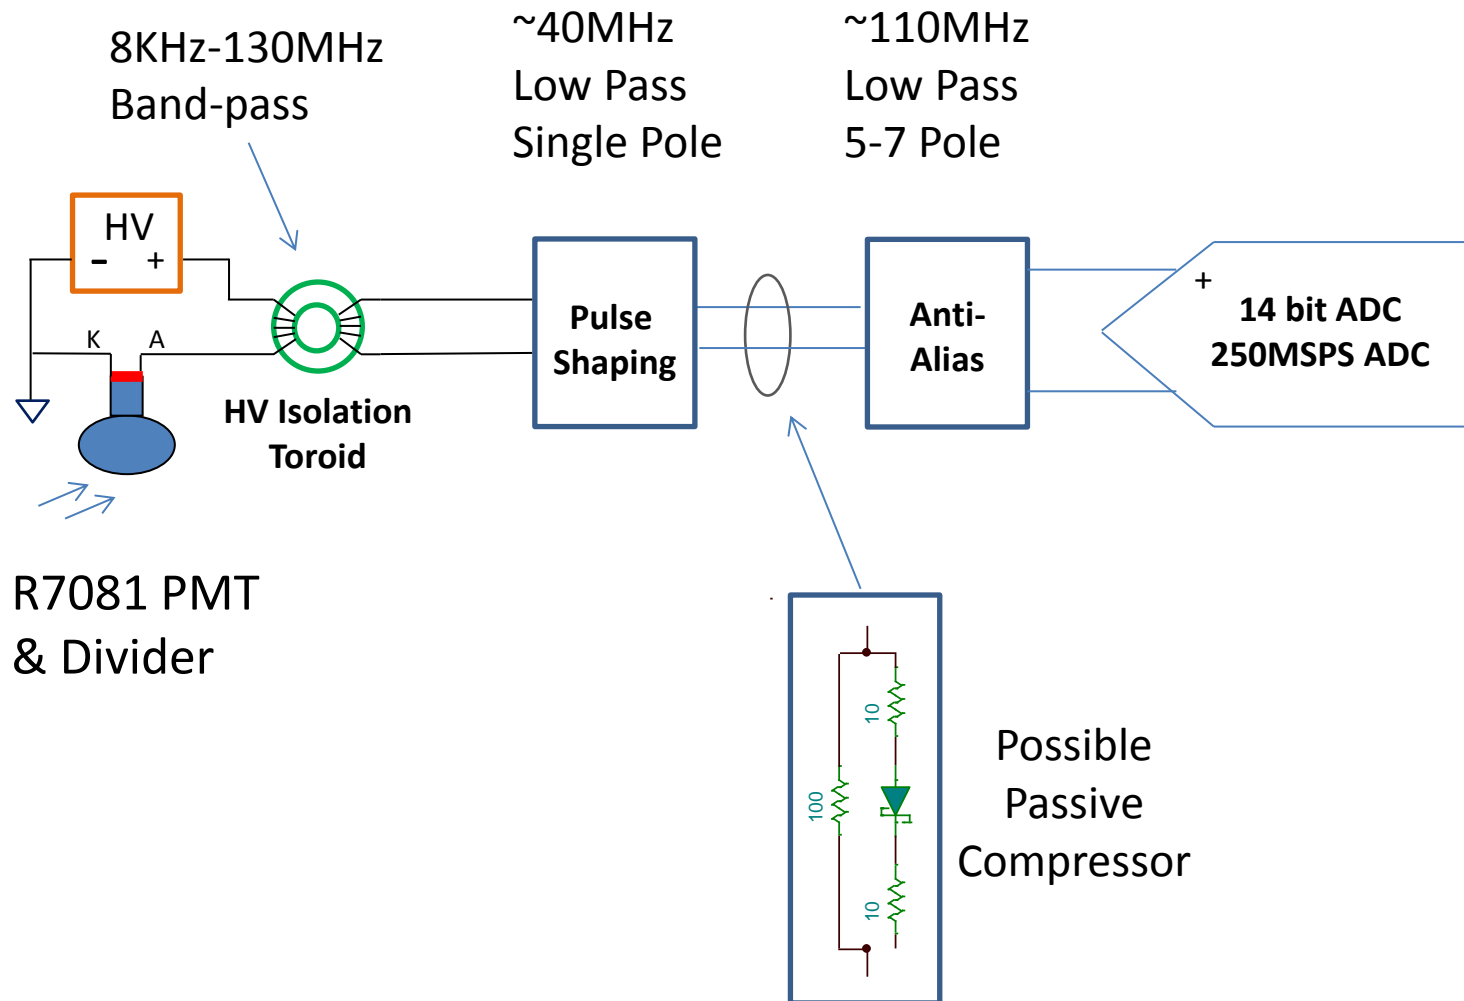 8KHz-130MHz
Band-pass
~40MHz
Low Pass
Single Pole
~110MHz
Low Pass
5-7 Pole
HV
- +
K A
HV Isolation
Toroid
Pulse
Shaping
Anti-
Alias
+
14 bit ADC
250MSPS ADC
R7081 PMT
& Divider
10
100
10
Possible
Passive
Compressor